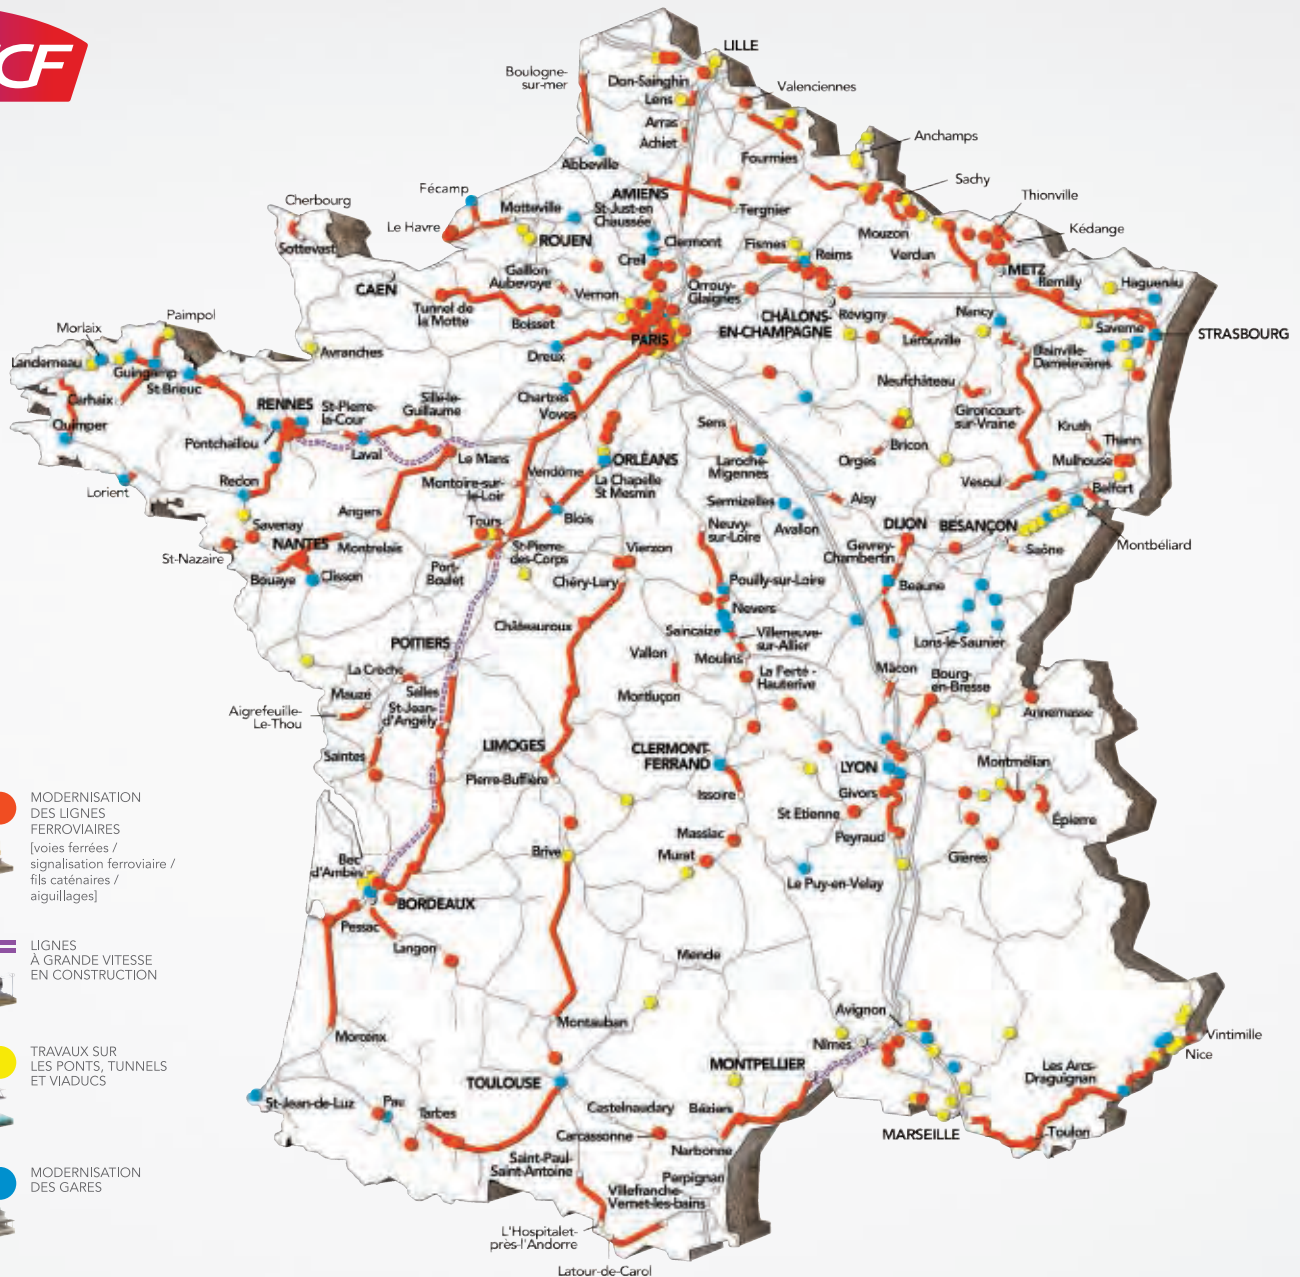 CF
LILLE
Boulogne-
sur-mer
Don-Sainghin
Valenciennes
Lens
Arras
Achiet
Anchamps
Abbeville
Fourmies
Sachy
Fécamp
AMIENS
Thionville
Cherbourg
Motteville
St-Just-en
Chaussée
Tergnier
Le Havre
Mouzon
Kédange
Sottevast
ROUEN
Clermont
Fismes
Reims
Verdun
Creil
METZ
Gaillon
Aubevoye
Orrouy-
Glaignes
Remilly
Haguenau
CAEN
Vernon
Tunnel de
la Motte
Boisset
CHÂLONS-
EN-CHAMPAGNE
Révigny
Nancy
Paimpol
Morlaix
Saverne
STRASBOURG
PARIS
Lérouville
Landerneau
Avranches
Dreux
Blainville-
Damelevières
Guingamp
St-Brieuc
Neufchâteau
Carhaix
Chartres
Sillé-le-
Guillaume
RENNES
St-Pierre-
la-Cour
Voves
Gironcourt-
sur-Vraine
Quimper
Sens
Krush
Thann
Pontchaillou
Bricon
Laval
Le Mans
ORLÉANS
Laroche-
Migennes
Orges
Mulhouse
Vendôme
Redon
Lorient
Montoire-sur-
le-Loir
La Chapelle
St Mesmin
Vesoul
Belfort
Sermizelles
Aisy
Angers
Blois
Savenay
Tours
Neuvy-
sur-Loire
Avallon
DIJON
BESANÇON
NANTES
Montrelais
St-Pierre-
des-Corps
Vierzon
Gevrey-
Chambertin
Saône
Montbéliard
St-Nazaire
Bouaye
Clisson
Port-
Boulet
Chéry-Lury
Pouilly-sur-Loire
Beaune
Nevers
Châteauroux
Saincaize
Villeneuve-
sur-Allier
Lons-le-Saunier
POITIERS
Vallon
Moulins
La Crèche
Mâcon
La Ferté -
Hauterive
Bourg-
en-Bresse
Mauzé
Selles
Montluçon
Aigrefeuille-
Le-Thou
St-Jean-
d'Angély
Annemasse
LIMOGES
CLERMONT-
FERRAND
Saintes
LYON
Montmélian
Pierre-Buffière
Issoire
Givors
MODERNISATION
DES LIGNES
FERROVIAIRES
[voies ferrées /
signalisation ferroviaire /
fils caténaires /
aiguillages]
St Etienne
Épierre
Massiac
Peyraud
Brive
Murat
Gières
Bec
d'Ambès
Le Puy-en-Velay
BORDEAUX
Pessac
Langon
LIGNES
À GRANDE VITESSE
EN CONSTRUCTION
Mende
Avignon
Montauban
Morcenx
Nîmes
Vintimille
Nice
TRAVAUX SUR
LES PONTS, TUNNELS
ET VIADUCS
MONTPELLIER
Les Arcs-
Draguignan
TOULOUSE
St-Jean-de-Luz
Pau
Tarbes
Castelnaudary
Béziers
MARSEILLE
Toulon
Carcassonne
Narbonne
Saint-Paul-
Saint-Antoine
MODERNISATION
DES GARES
Perpignan
Villefranche-
Vernet-les-bains
L'Hospitalet-
près-l'Andorre
Latour-de-Carol